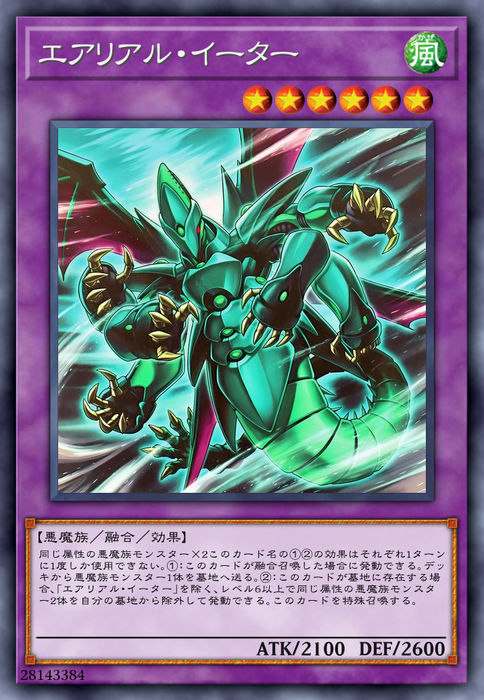 エアリアル・イーター
かぜ
風
【悪魔族／融合／効果】
同じ属性の悪魔族モンスター×2このカード名の①②の効果はそれぞれ1ターン
に1度しか使用できない。①：このカードが融合召喚した場合に発動できる。デッ
キから悪魔族モンスター1体を墓地へ送る。②：このカードが墓地に存在する場
合、「エアリアル・イーター」を除く、レベル6以上で同じ属性の悪魔族モンスタ
ー2体を自分の墓地から除外して発動できる。このカードを特殊召喚する。
ATK/2100 DEF/2600
28143384